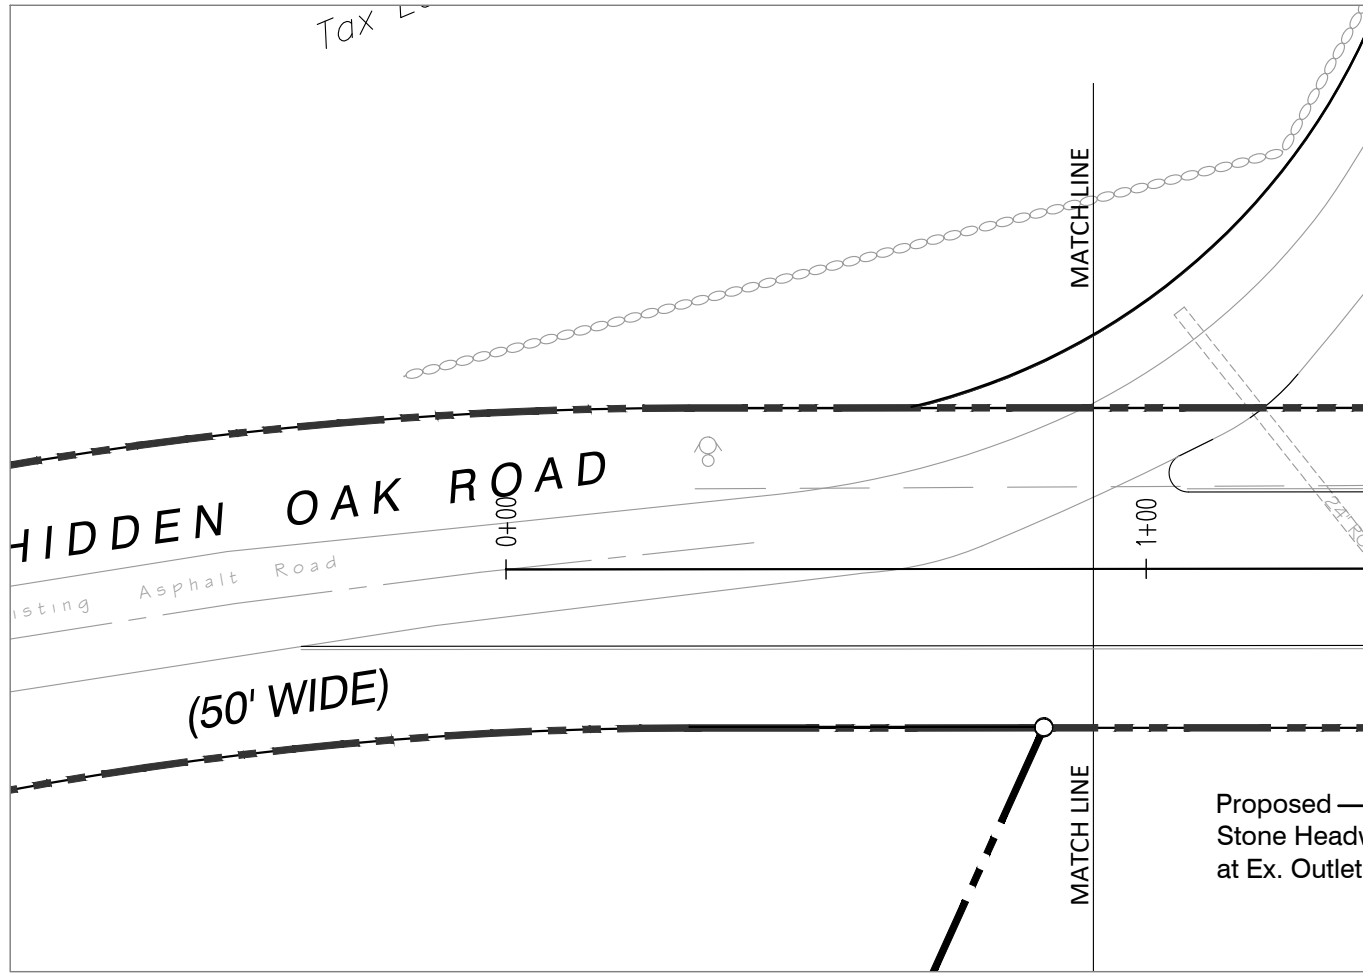 Tax
MATCH LINE
HIDDEN OAK ROAD
0+00
1+00
Asphalt Road
(50' WIDE)
MATCH LINE
Proposed
Stone
at Ex. Outlet